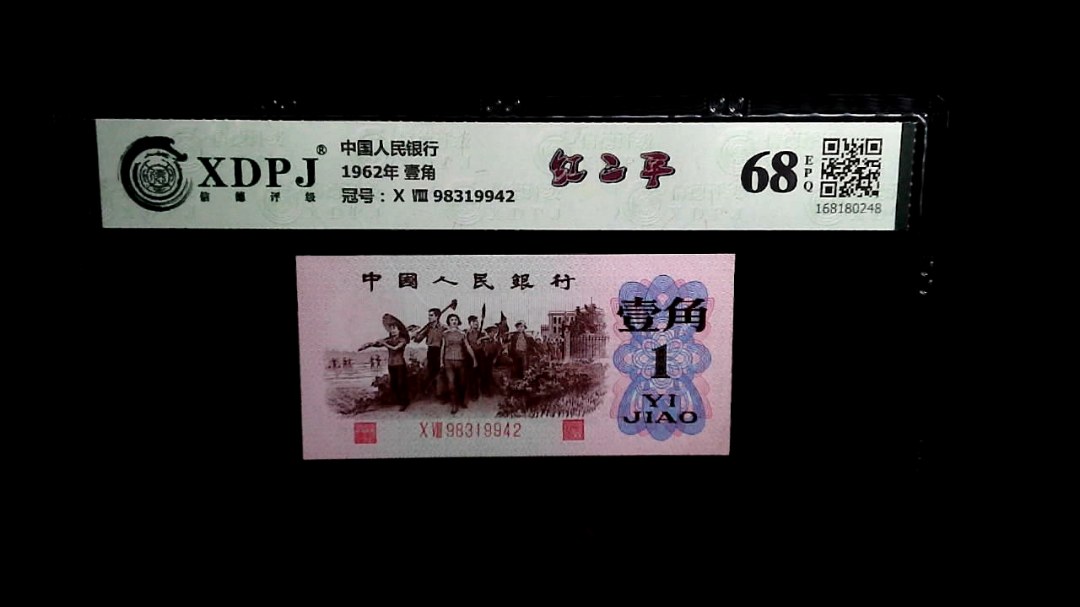 XDPJ®
信德评级
中国人民银行
1962年 壹角
冠号：X Ⅷ 98319942
红二平
68
EPQ
168180248
中國人民銀行
壹角
1
YI
JIAO
X Ⅷ 98319942